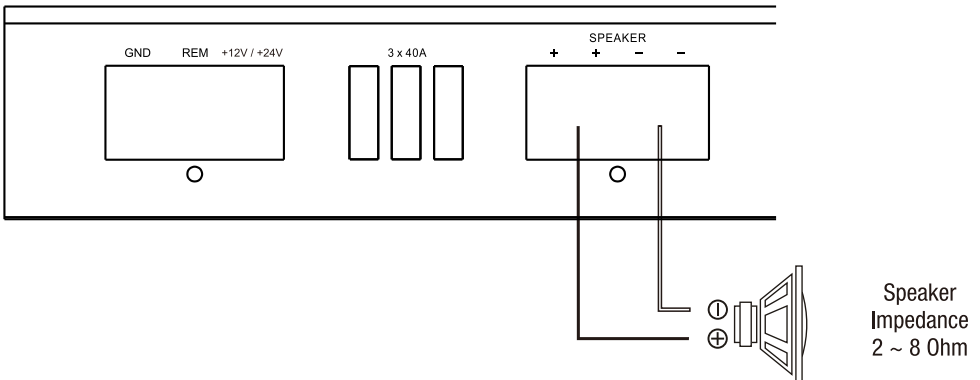 SPEAKER
GND REM +12V / +24V 3 x 40A + + − −
Speaker
Impedance
2 ~ 8 Ohm
− 
+